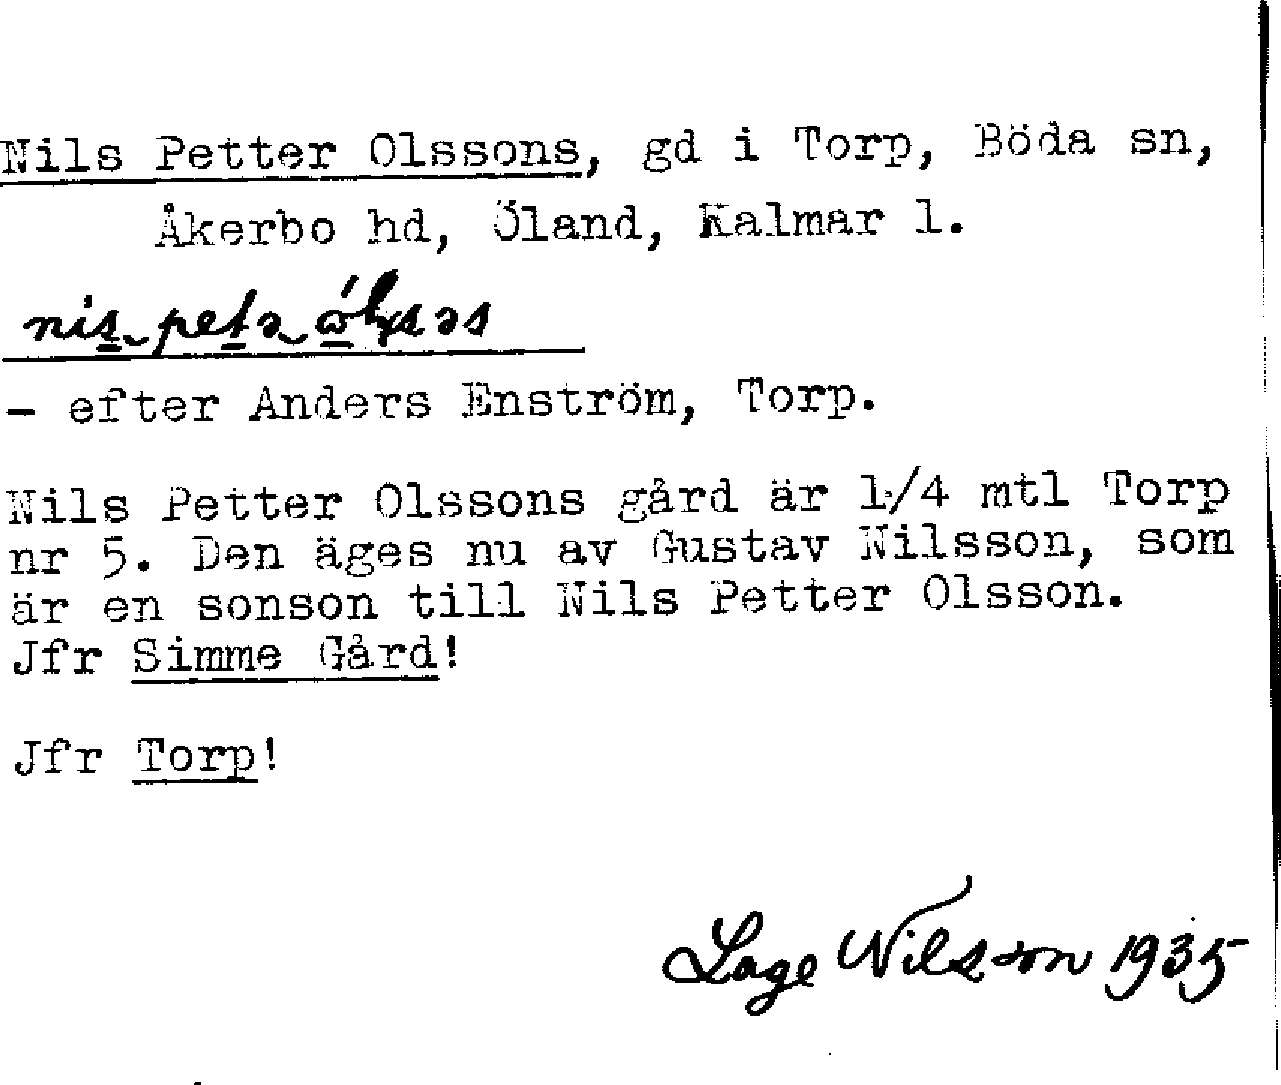 Nils Petter Olssons, gd i Torp, Böda sn,
Åkerbo hd, Öland, Kalmar l.
– efter Anders Enström, Torp.
Nils Petter Olssons gård är 1/4 mtl Torp
nr 5. Den äges nu av Gustav Nilsson, som
är en sonson till Nils Petter Olsson.
Jfr Simme Gård!
Jfr Torp!
Lage Nilsson 1935